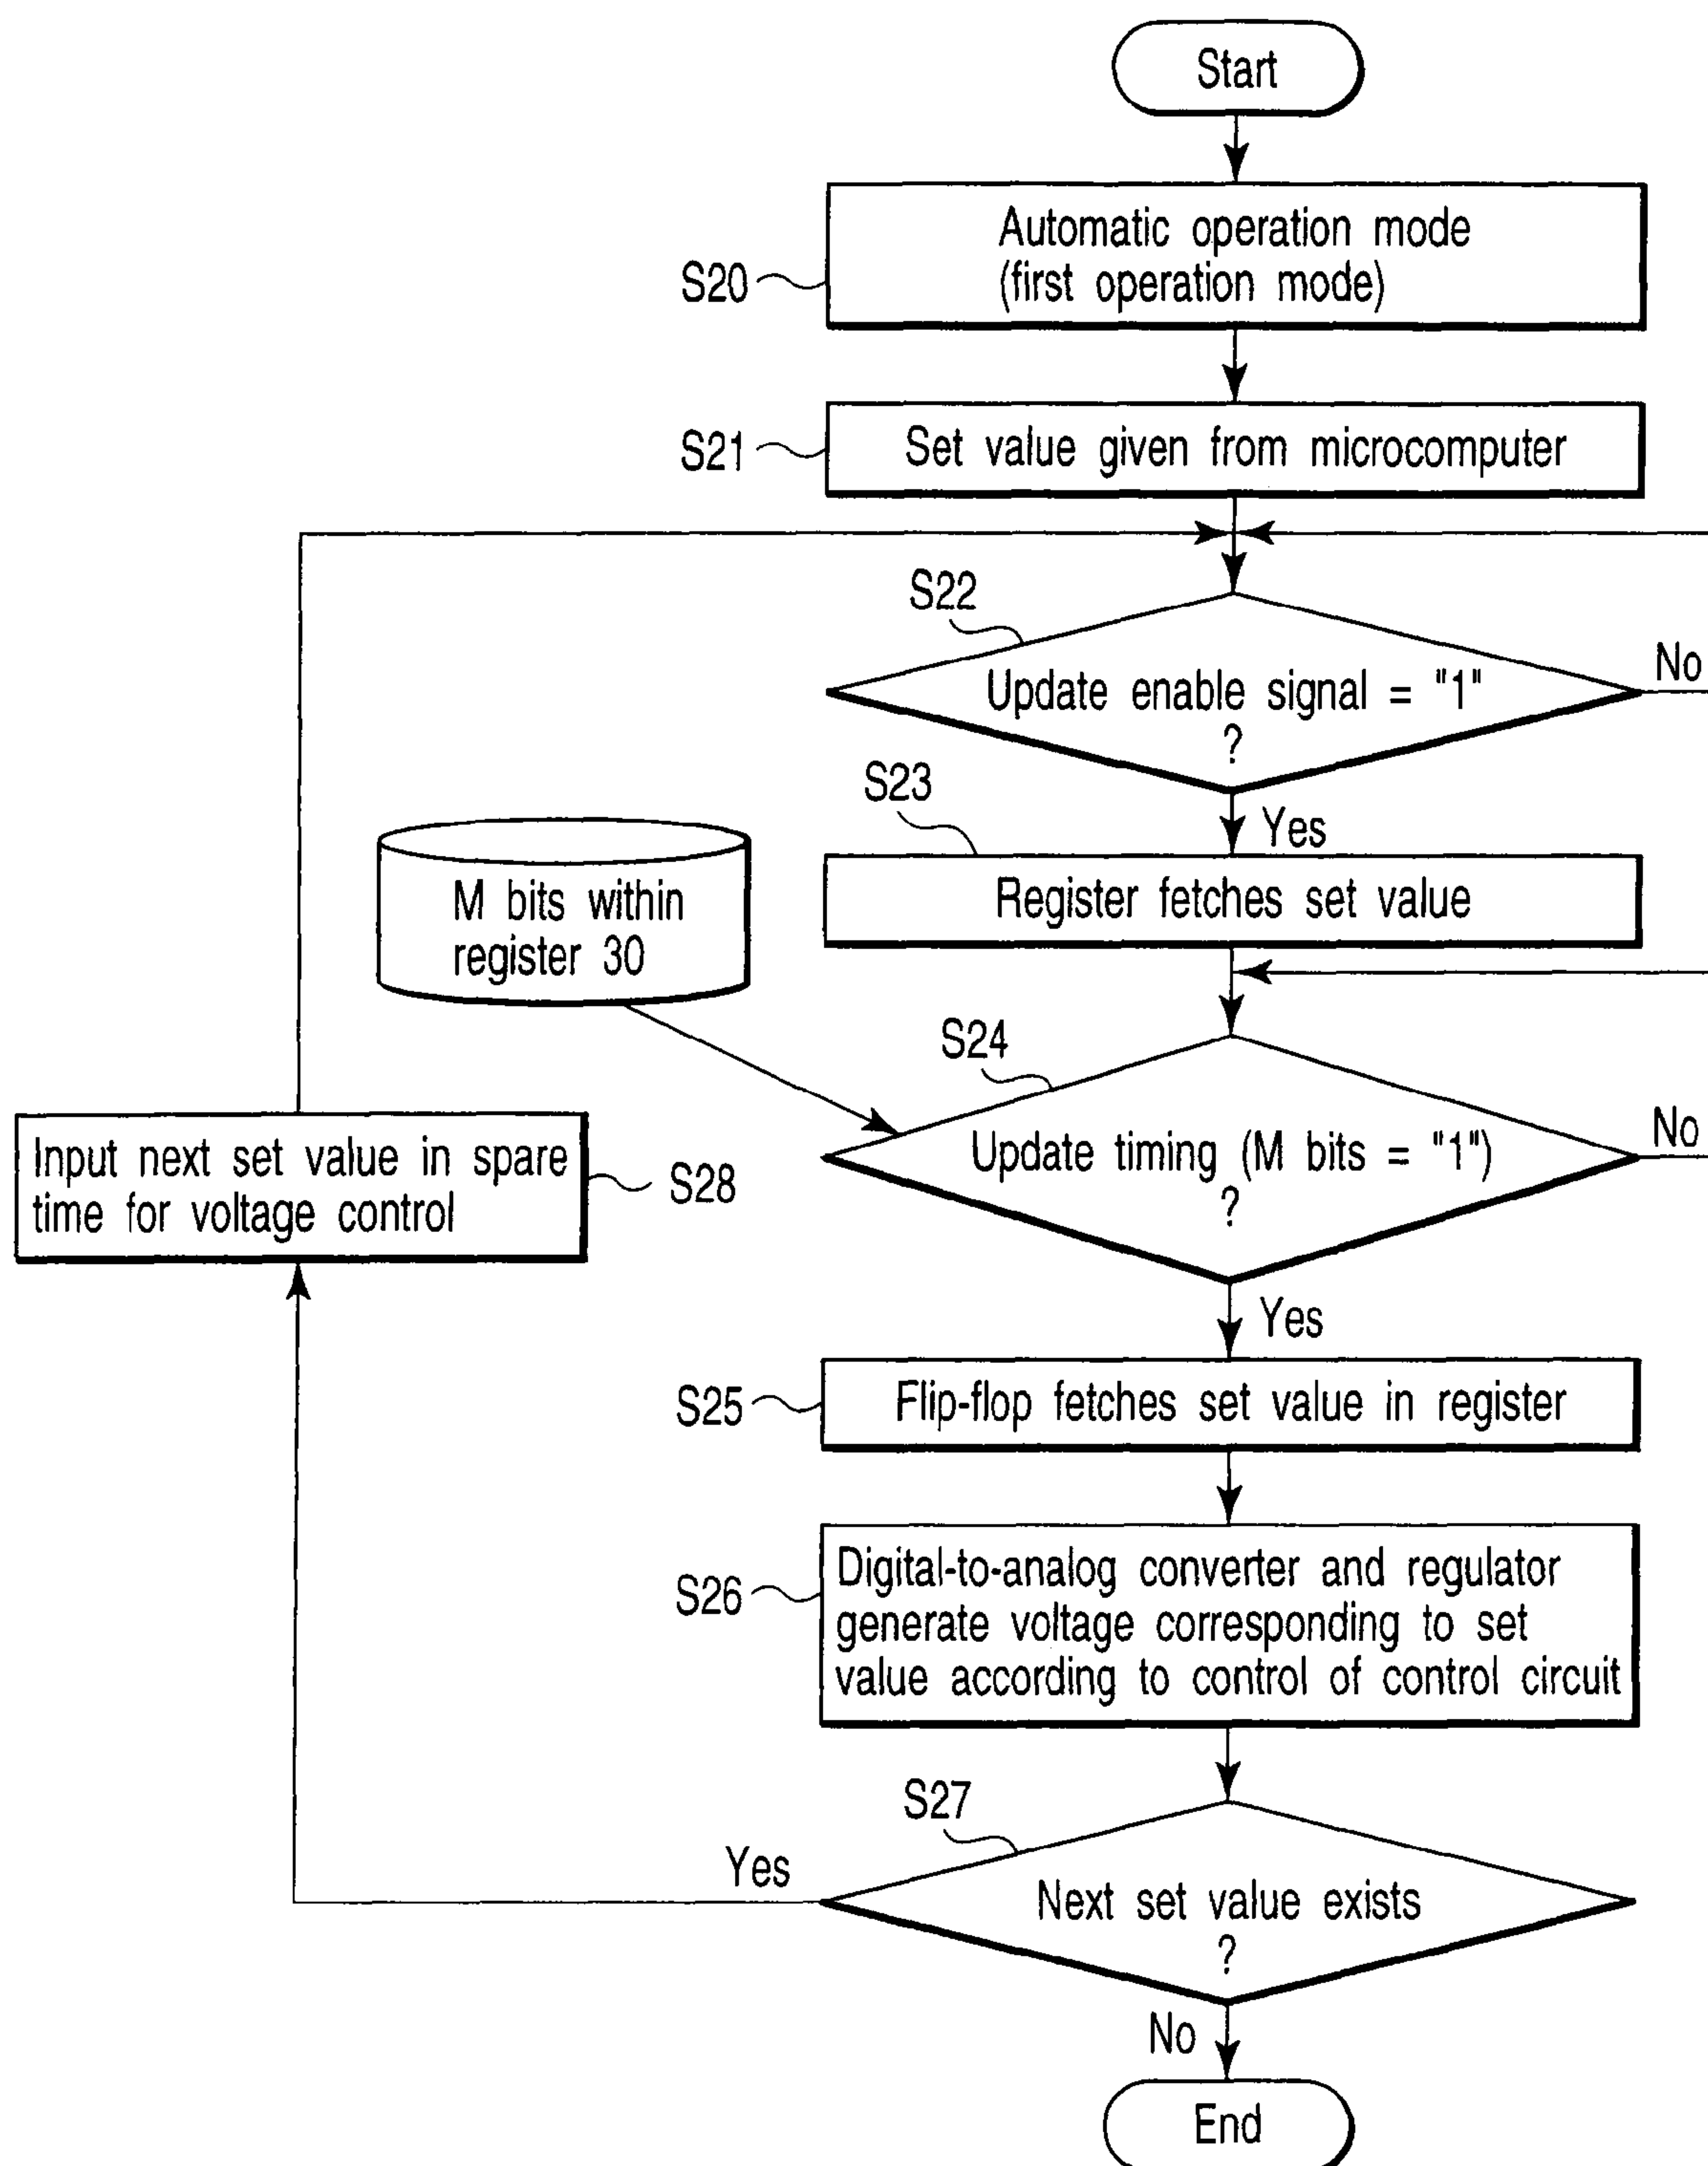 Start
Automatic operation mode
(first operation mode)
S20
Set value given from microcomputer
S21
S22
Update enable signal = "1"
?
No
Yes
S23
Register fetches set value
M bits within
register 30
S24
Update timing (M bits = "1")
?
No
Yes
Input next set value in spare
time for voltage control
S28
S25
Flip-flop fetches set value in register
S26
Digital-to-analog converter and regulator
generate voltage corresponding to set
value according to control of control circuit
S27
Next set value exists
?
Yes
No
End